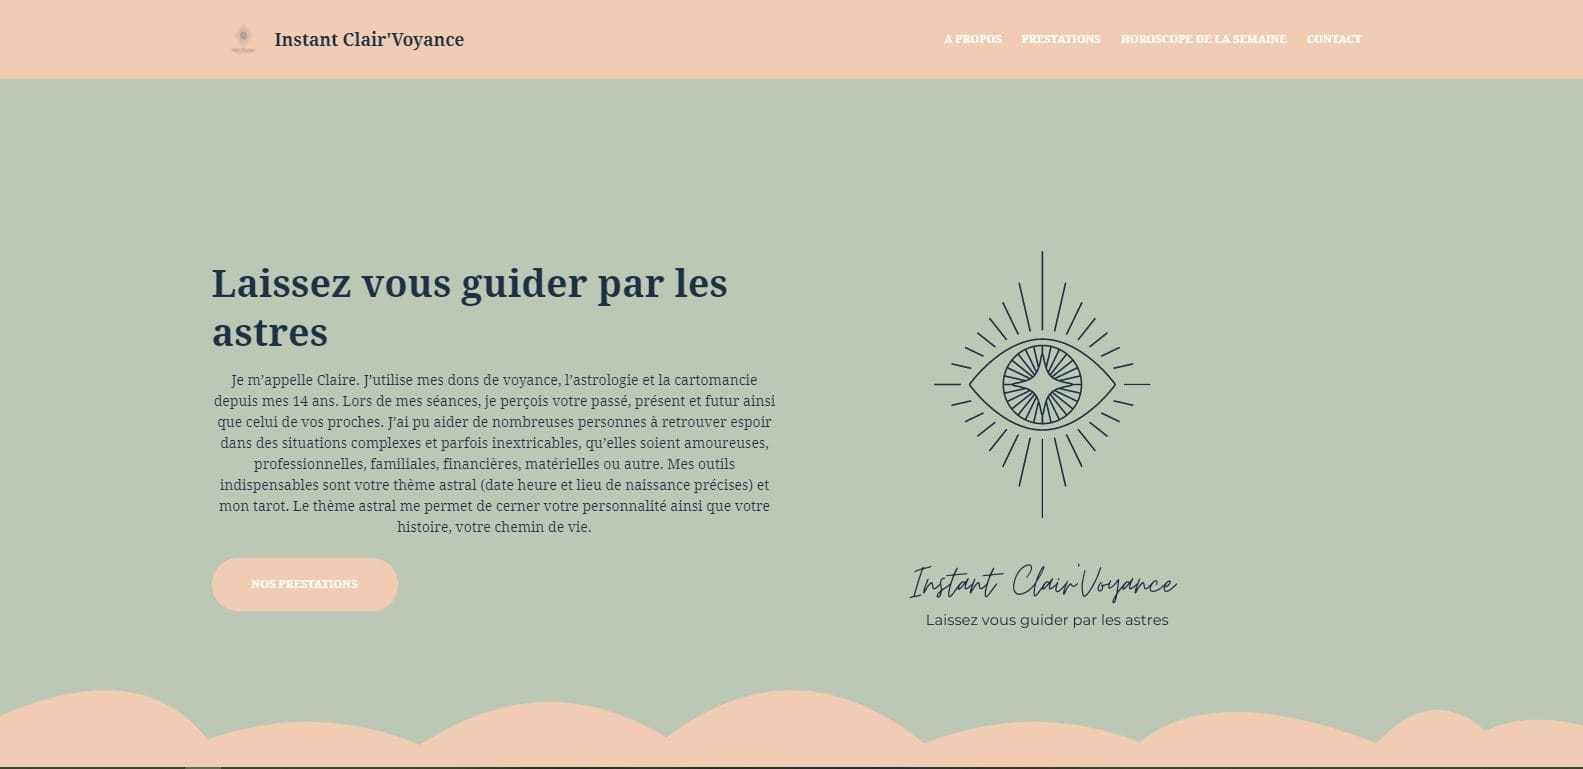 Instant Clair'Voyance
A PROPOS PRESTATIONS HOROSCOPE DE LA SEMAINE CONTACT
Laissez vous guider par les
astres
Je m’appelle Claire. J’utilise mes dons de voyance, l’astrologie et la cartomancie
depuis mes 14 ans. Lors de mes séances, je perçois votre passé, présent et futur ainsi
que celui de vos proches. J’ai pu aider de nombreuses personnes à retrouver espoir
dans des situations complexes et parfois inextricables, qu’elles soient amoureuses,
professionnelles, familiales, financières, matérielles ou autre. Mes outils
indispensables sont votre thème astral (date heure et lieu de naissance précises) et
mon tarot. Le thème astral me permet de cerner votre personnalité ainsi que votre
histoire, votre chemin de vie.
NOS PRESTATIONS
Instant Clair'Voyance
Laissez vous guider par les astres